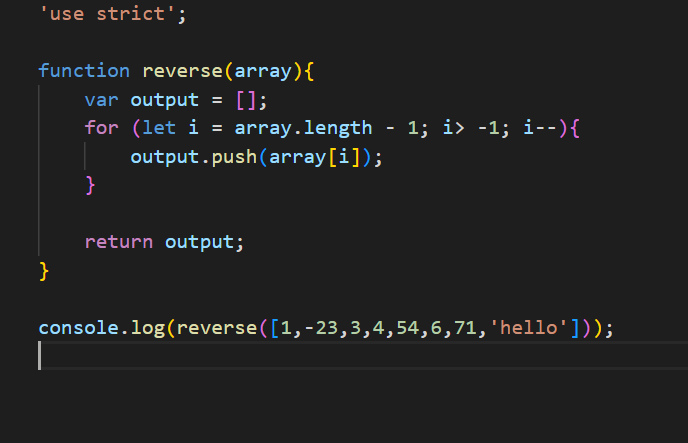 'use strict';
function reverse(array){
var output = [];
for (let i = array.length - 1; i> -1; i--){
output.push(array[i]);
}
return output;
}
console.log(reverse([1,-23,3,4,54,6,71,'hello']));